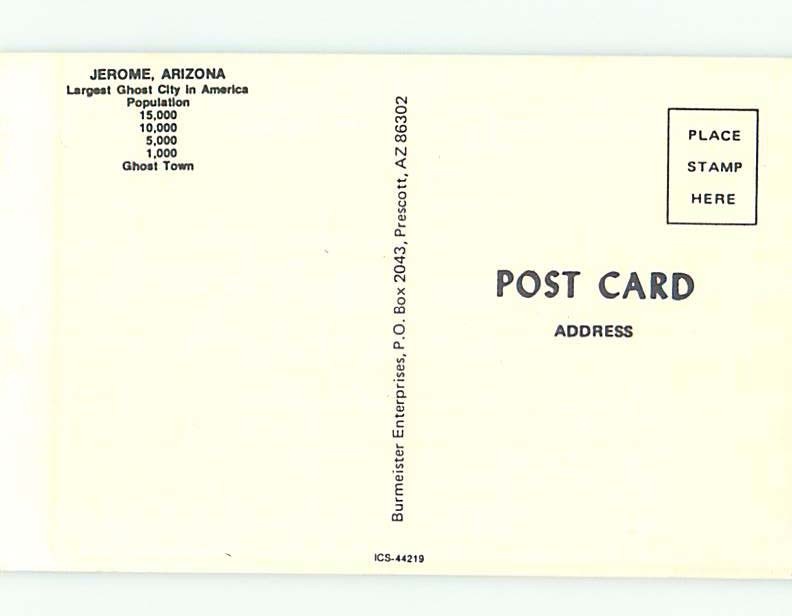 JEROME, ARIZONA
Largest Ghost City In America
Population
15,000
10,000
5,000
1,000
Ghost Town
Burmeister Enterprises, P.O. Box 2043, Prescott, AZ 86302
PLACE
STAMP
HERE
POST CARD
ADDRESS
ICS-44219